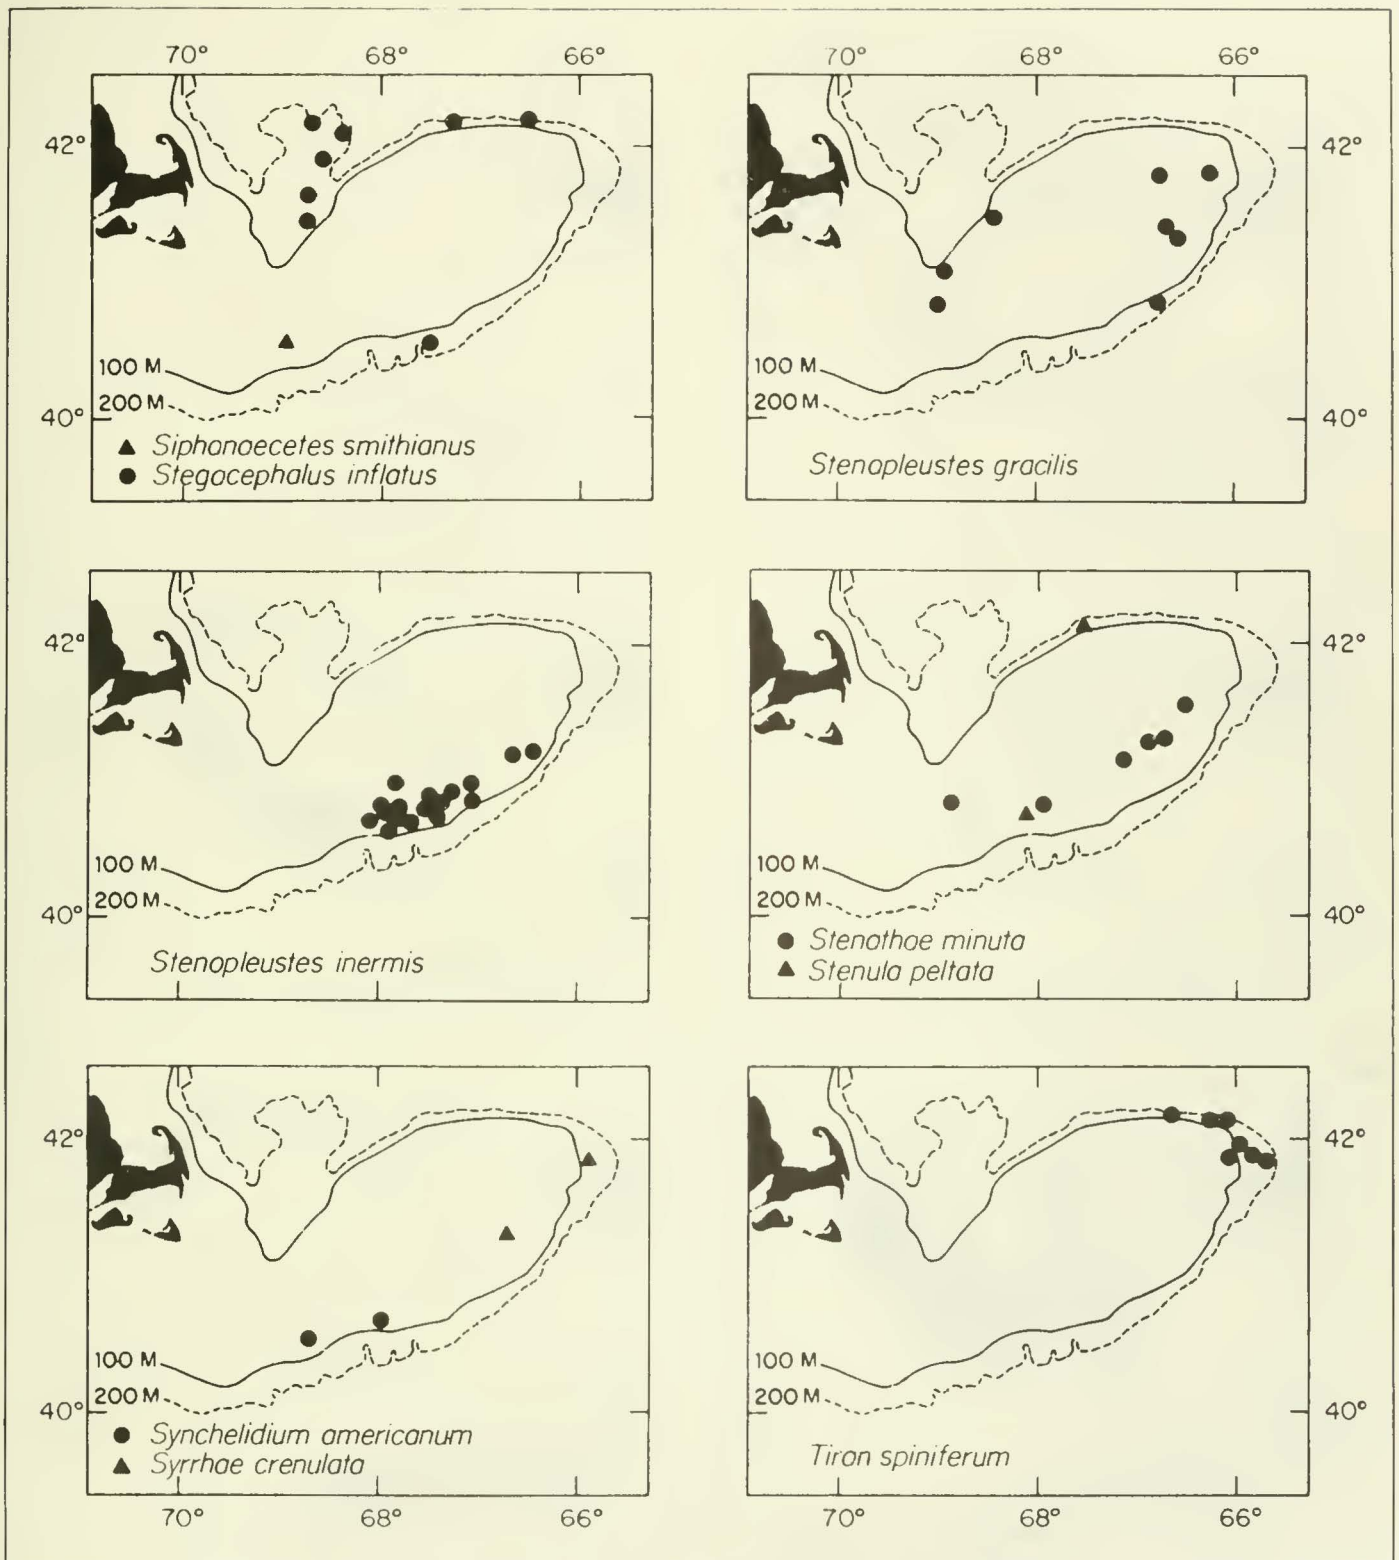 70° 68° 66° 70° 68° 66°
42° 42°
100 M 100 M
200 M 200 M
40° 40°
▲ Siphonoecetes smithianus
● Stegocephalus inflatus
Stenopleustes gracilis
42° 42°
100 M 100 M
200 M 200 M
40° 40°
Stenopleustes inermis
● Stenothoe minuta
▲ Stenula peltata
42° 42°
100 M 100 M
200 M 200 M
40° 40°
● Synchelidium americanum
▲ Syrrhae crenulata
Tiron spiniferum
70° 68° 66° 70° 68° 66°